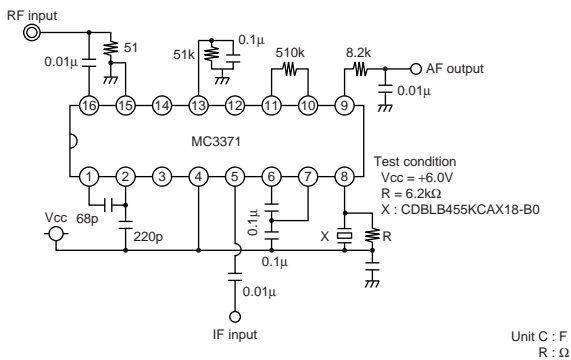 RF input
51
0.01μ
51k
0.1μ
510k
8.2k
AF output
0.01μ
16 15 14 13 12 11 10 9
MC3371
1 2 3 4 5 6 7 8
Test condition
Vcc = +6.0V
R = 6.2kΩ
X : CDBLB455KCAX18-B0
Vcc
68p
220p
0.1μ
0.1μ
X
R
0.01μ
IF input
Unit C : F
R : Ω